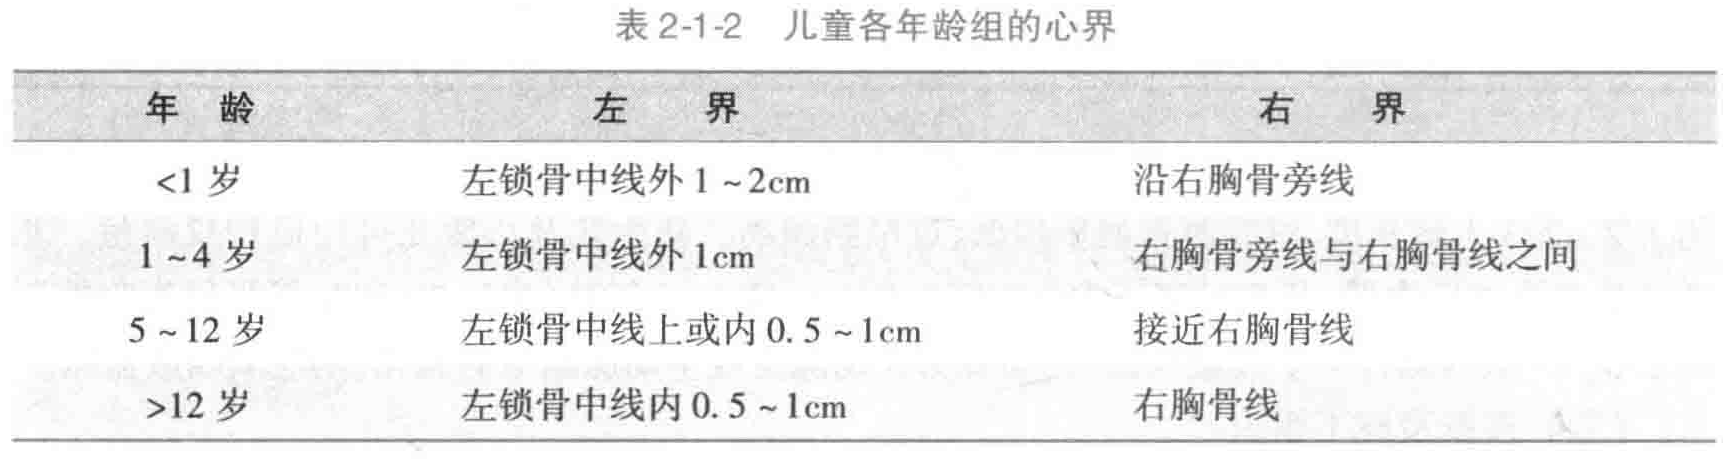 表 2-1-2 儿童各年龄组的心界
年 龄 左 界 右 界
<1 岁 左锁骨中线外 1 ~2cm 沿右胸骨旁线
1 ~4 岁 左锁骨中线外 1cm 右胸骨旁线与右胸骨线之间
5 ~12 岁 左锁骨中线上或内 0. 5 ~1cm 接近右胸骨线
>12 岁 左锁骨中线内 0. 5 ~1cm 右胸骨线